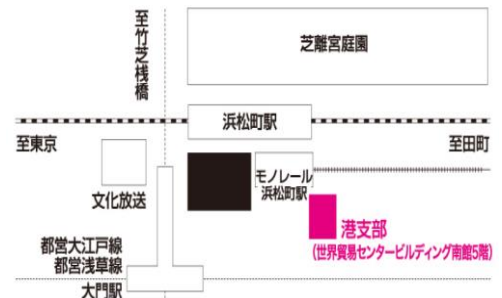 至竹芝桟橋
芝離宮庭園
浜松町駅
至東京
至田町
文化放送
モノレール
浜松町駅
港支部
(世界貿易センタービルディング南館5階)
都営大江戸線
都営浅草線
大門駅